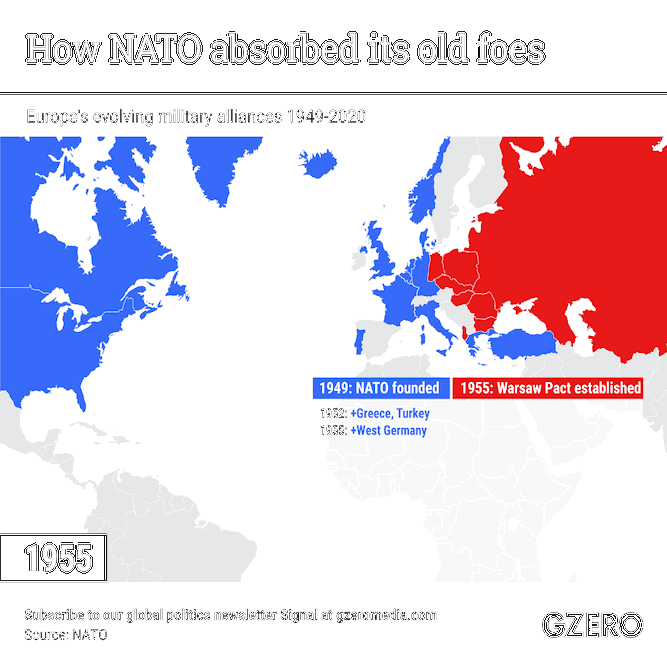 How NATO absorbed its old foes
Europe's evolving military alliances 1949-2020
1949: NATO founded
1955: Warsaw Pact established
1952: +Greece, Turkey
1955: +West Germany
1955
Subscribe to our global politics newsletter Signal at gzeromedia.com
Source: NATO
GZERO